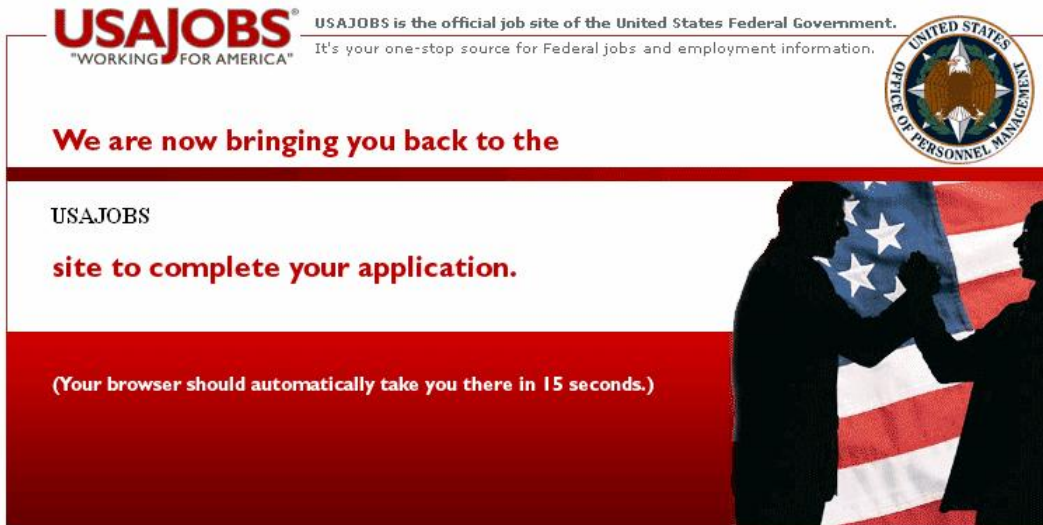 USAJOBS®
"WORKING FOR AMERICA"
USAJOBS is the official job site of the United States Federal Government.
It's your one-stop source for Federal jobs and employment information.
UNITED STATES
OFFICE OF PERSONNEL MANAGEMENT
We are now bringing you back to the
USAJOBS
site to complete your application.
(Your browser should automatically take you there in 15 seconds.)